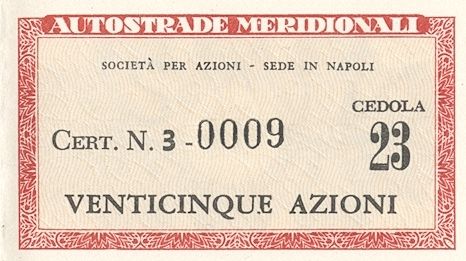 AUTOSTRADE MERIDIONALI
SOCIETÀ PER AZIONI - SEDE IN NAPOLI
CEDOLA
CERT. N. 3-0009
23
VENTICINQUE AZIONI